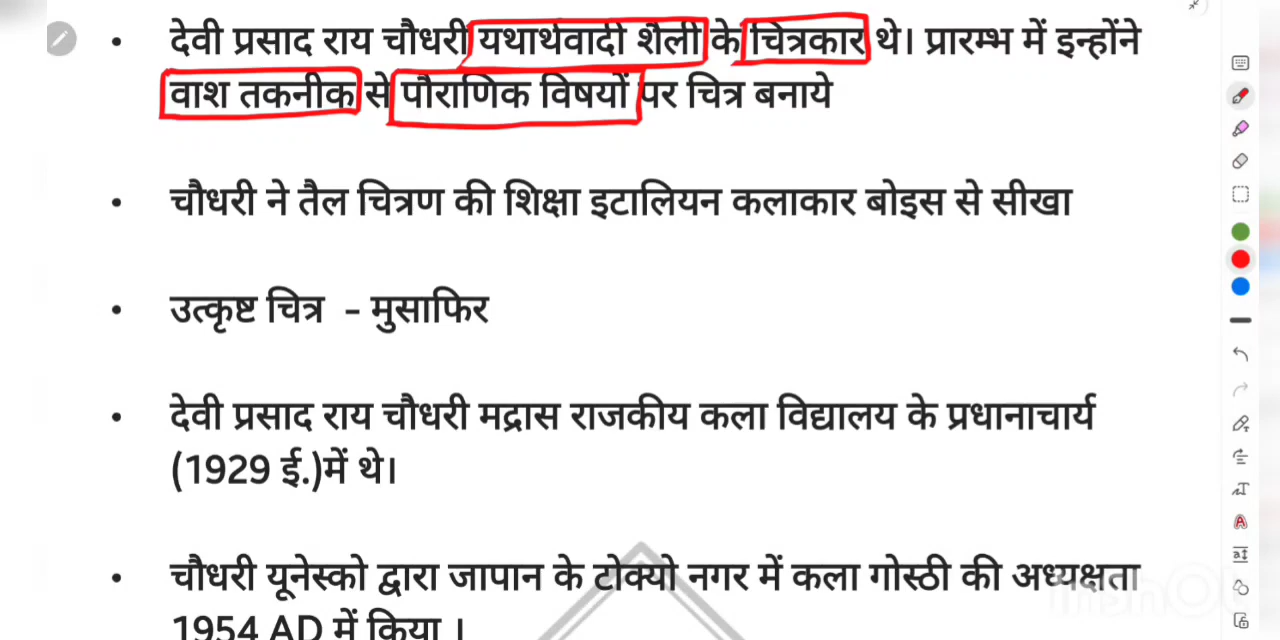 • देवी प्रसाद राय चौधरी यथार्थवादी शैली के चित्रकार थे। प्रारम्भ में इन्होंने
वाश तकनीक से पौराणिक विषयों पर चित्र बनाये
• चौधरी ने तैल चित्रण की शिक्षा इटालियन कलाकार बोइस से सीखा
• उत्कृष्ट चित्र - मुसाफिर
• देवी प्रसाद राय चौधरी मद्रास राजकीय कला विद्यालय के प्रधानाचार्य
(1929 ई.)में थे।
• चौधरी यूनेस्को द्वारा जापान के टोक्यो नगर में कला गोस्ठी की अध्यक्षता
1954 AD में किया ।